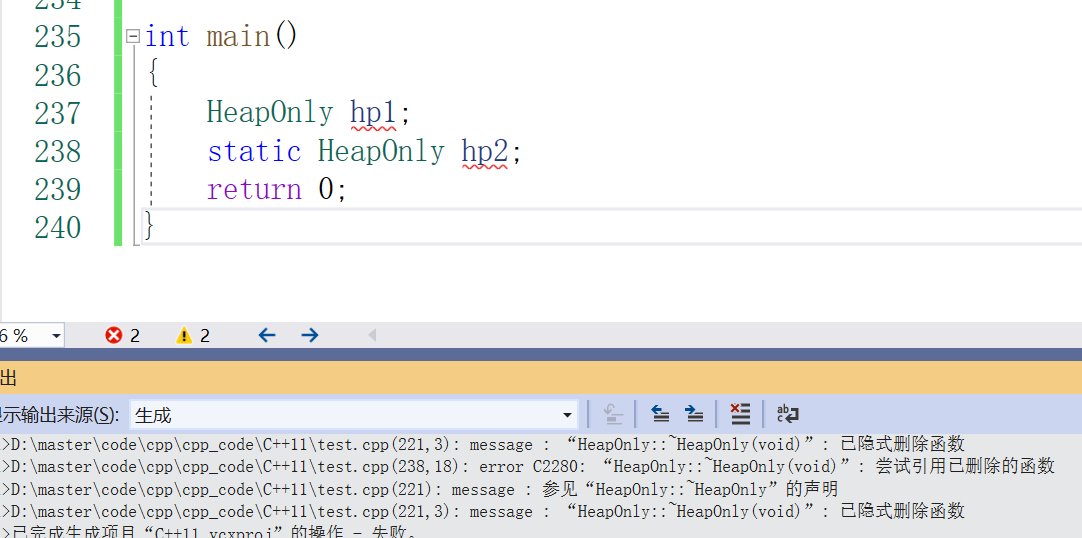 234
235 int main()
236 {
237 HeapOnly hp1;
238 static HeapOnly hp2;
239 return 0;
240 }
6 % 2 2
出
示输出来源(S): 生成
>D:\master\code\cpp\cpp_code\C++11\test.cpp(221,3): message : “HeapOnly::~HeapOnly(void)”: 已隐式删除函数
>D:\master\code\cpp\cpp_code\C++11\test.cpp(238,18): error C2280: “HeapOnly::~HeapOnly(void)”: 尝试引用已删除的函数
>D:\master\code\cpp\cpp_code\C++11\test.cpp(221): message : 参见“HeapOnly::~HeapOnly”的声明
>D:\master\code\cpp\cpp_code\C++11\test.cpp(221,3): message : “HeapOnly::~HeapOnly(void)”: 已隐式删除函数
>已完成生成项目“C++11.vcxproj”的操作 - 失败。